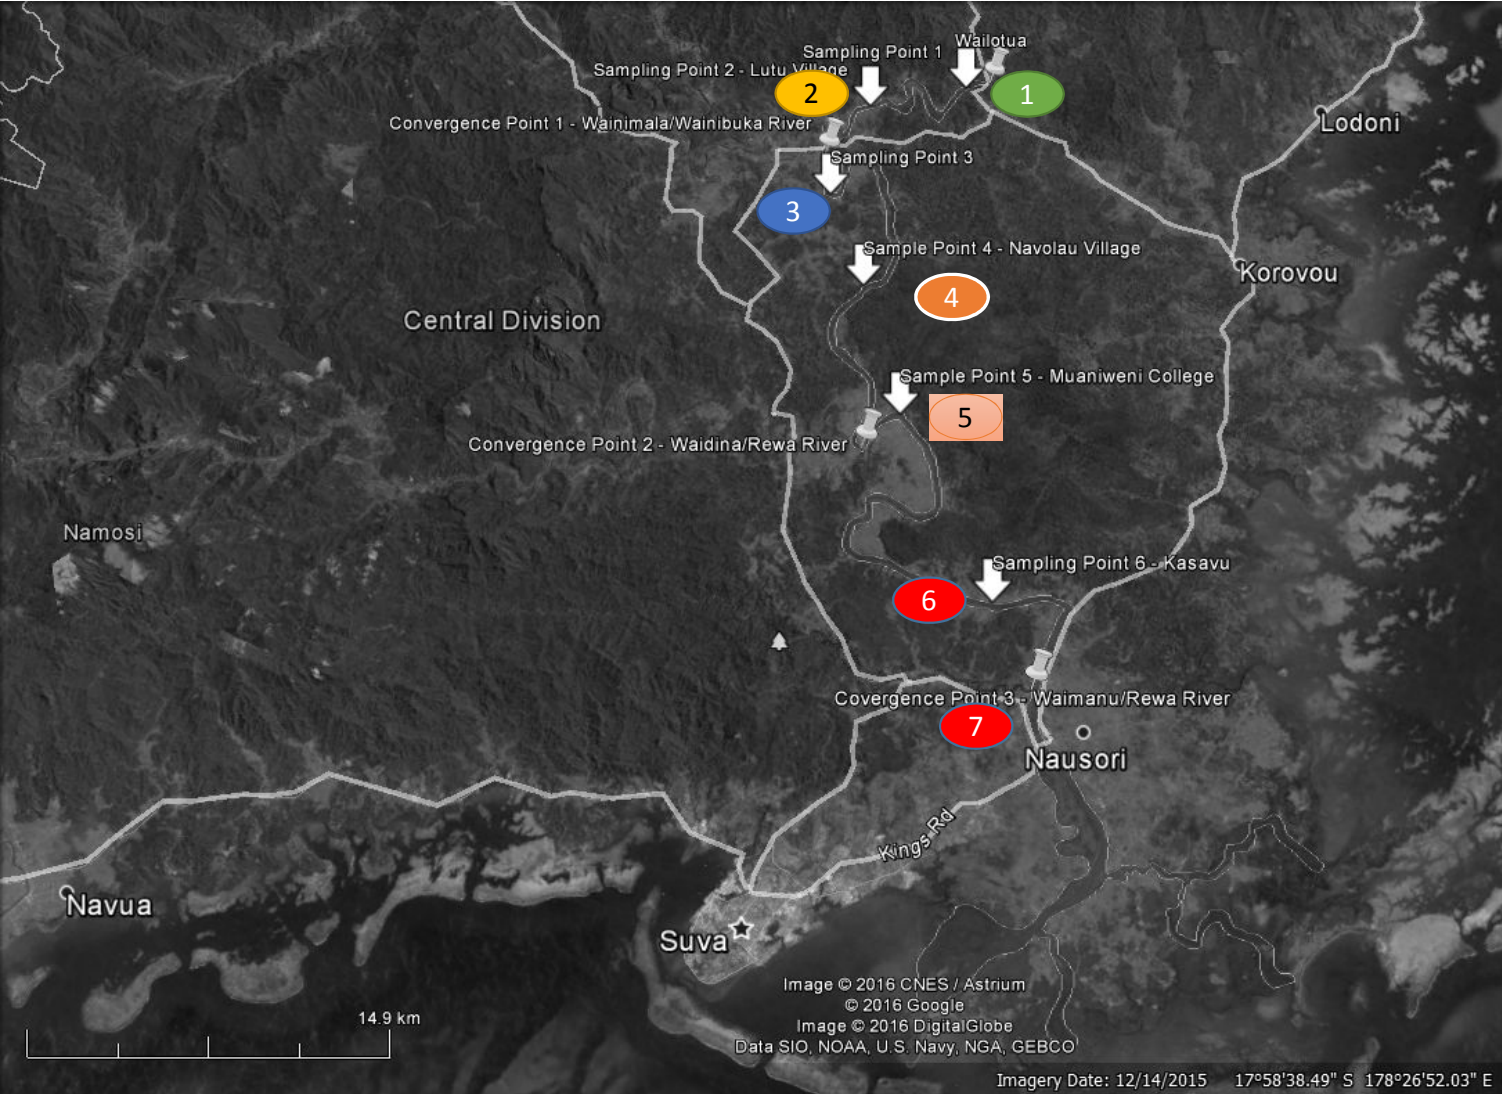 Wailotua
Sampling Point 1
Sampling Point 2 - Lutu Village
2
1
Convergence Point 1 - Wainimala/Wainibuka River
Lodoni
Sampling Point 3
3
Sample Point 4 - Navolau Village
Korovou
4
Central Division
Sample Point 5 - Muaniweni College
5
Convergence Point 2 - Waidina/Rewa River
Namosi
Sampling Point 6 - Kasavu
6
Covergence Point 3 - Waimanu/Rewa River
7
Nausori
Kings Rd
Navua
Suva
Image © 2016 CNES / Astrium
© 2016 Google
Image © 2016 DigitalGlobe
Data SIO, NOAA, U.S. Navy, NGA, GEBCO
14.9 km
Imagery Date: 12/14/2015 17°58'38.49" S 178°26'52.03" E